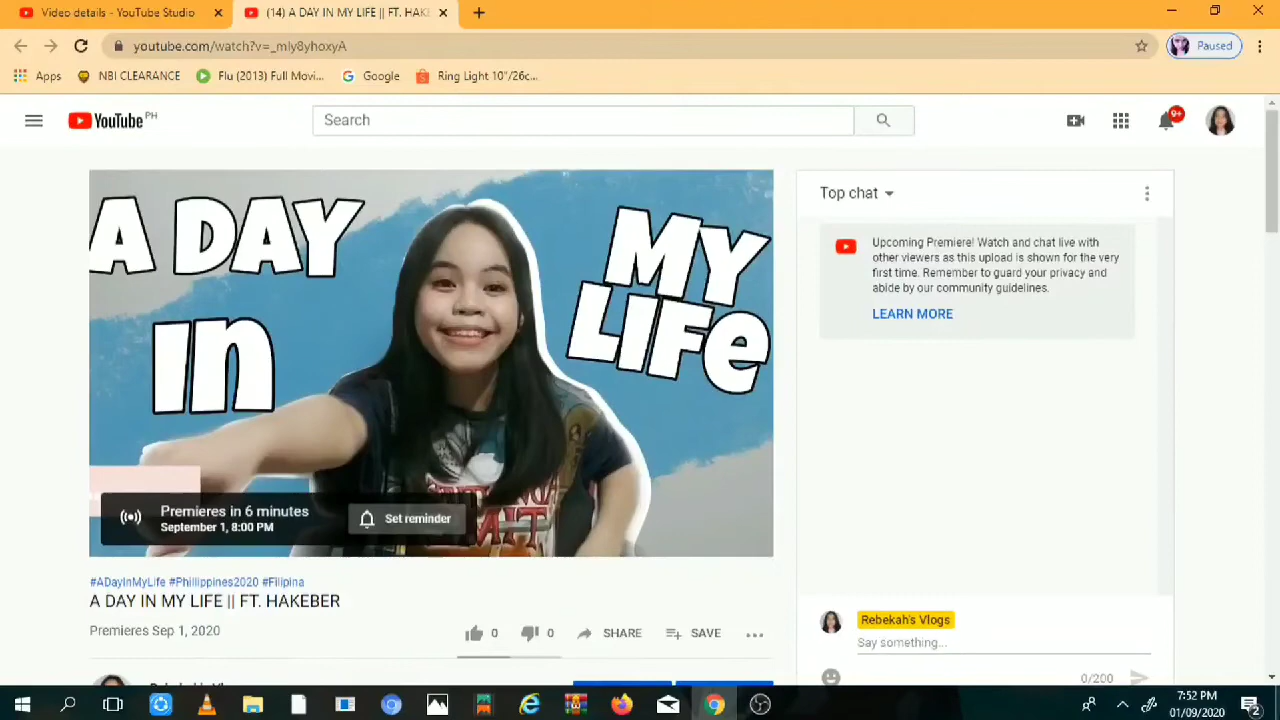 Video details - YouTube Studio
(14) A DAY IN MY LIFE || FT. HAKE
youtube.com/watch?v=_mly8yhoxyA
Paused
Apps
NBI CLEARANCE
Flu (2013) Full Movi...
Google
Ring Light 10"/26c...
YouTube PH
Search
9+
A DAY
in
MY
LiFe
Premieres in 6 minutes
September 1, 8:00 PM
Set reminder
Top chat
Upcoming Premiere! Watch and chat live with
other viewers as this upload is shown for the very
first time. Remember to guard your privacy and
abide by our community guidelines.
LEARN MORE
#ADayInMyLife #Phillippines2020 #Filipina
A DAY IN MY LIFE || FT. HAKEBER
Premieres Sep 1, 2020
0
0
SHARE
SAVE
Rebekah's Vlogs
Say something...
0/200
7:52 PM
01/09/2020
2